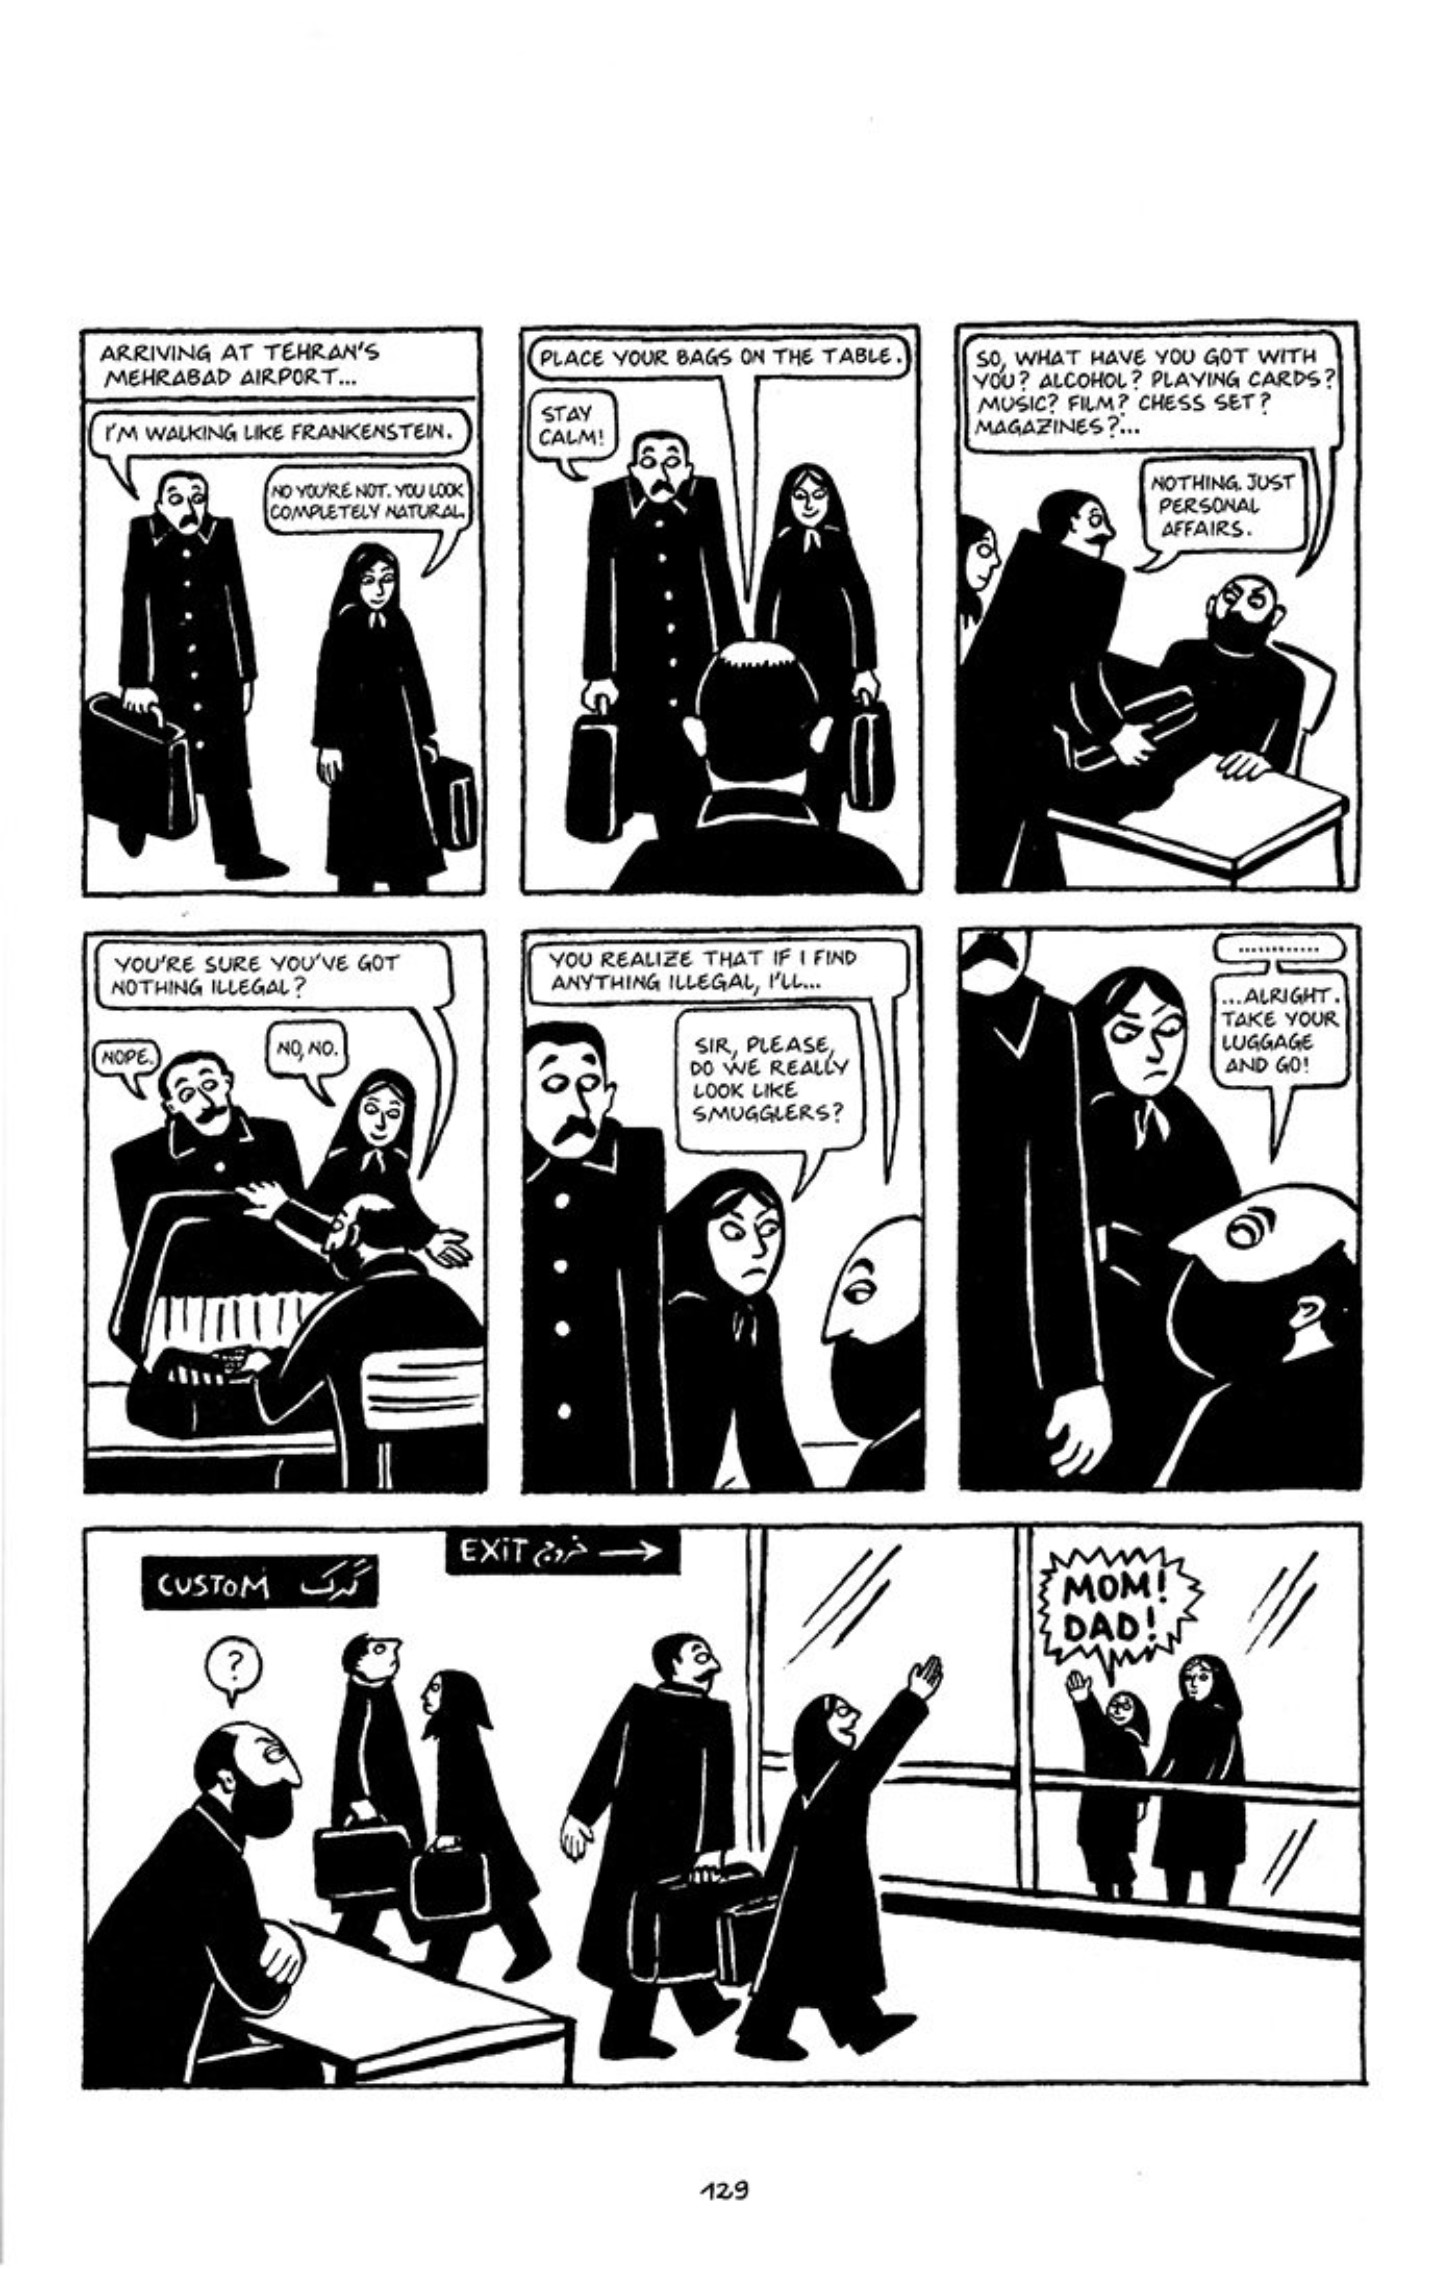 ARRIVING AT TEHRAN'S
MEHRABAD AIRPORT...
I'M WALKING LIKE FRANKENSTEIN.
NO YOU'RE NOT. YOU LOOK
COMPLETELY NATURAL.
PLACE YOUR BAGS ON THE TABLE.
STAY
CALM!
SO, WHAT HAVE YOU GOT WITH
YOU? ALCOHOL? PLAYING CARDS?
MUSIC? FILM? CHESS SET?
MAGAZINES?...
NOTHING. JUST
PERSONAL
AFFAIRS.
YOU'RE SURE YOU'VE GOT
NOTHING ILLEGAL?
NOPE.
NO, NO.
YOU REALIZE THAT IF I FIND
ANYTHING ILLEGAL, I'LL...
SIR, PLEASE,
DO WE REALLY
LOOK LIKE
SMUGGLERS?
............
...ALRIGHT.
TAKE YOUR
LUGGAGE
AND GO!
EXIT خروج →
CUSTOM گمرک
?
MOM!
DAD!
129